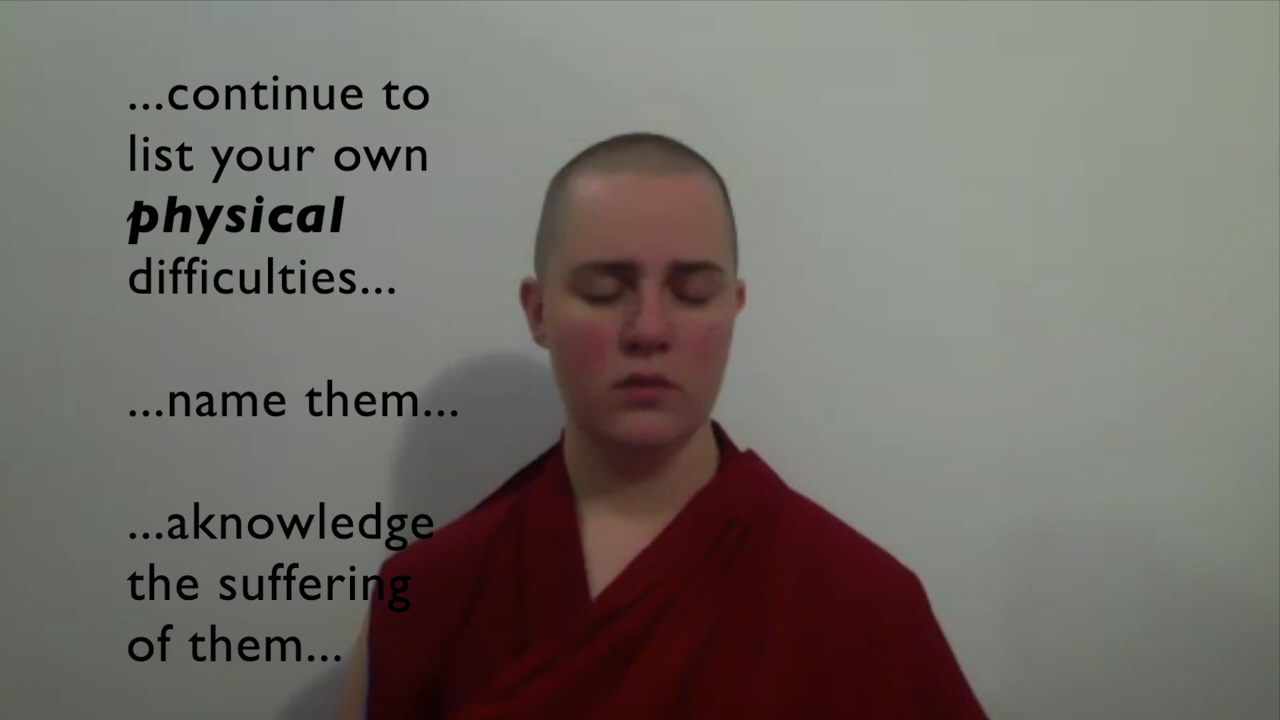 ...continue to
list your own
physical
difficulties...
...name them...
...aknowledge
the suffering
of them...